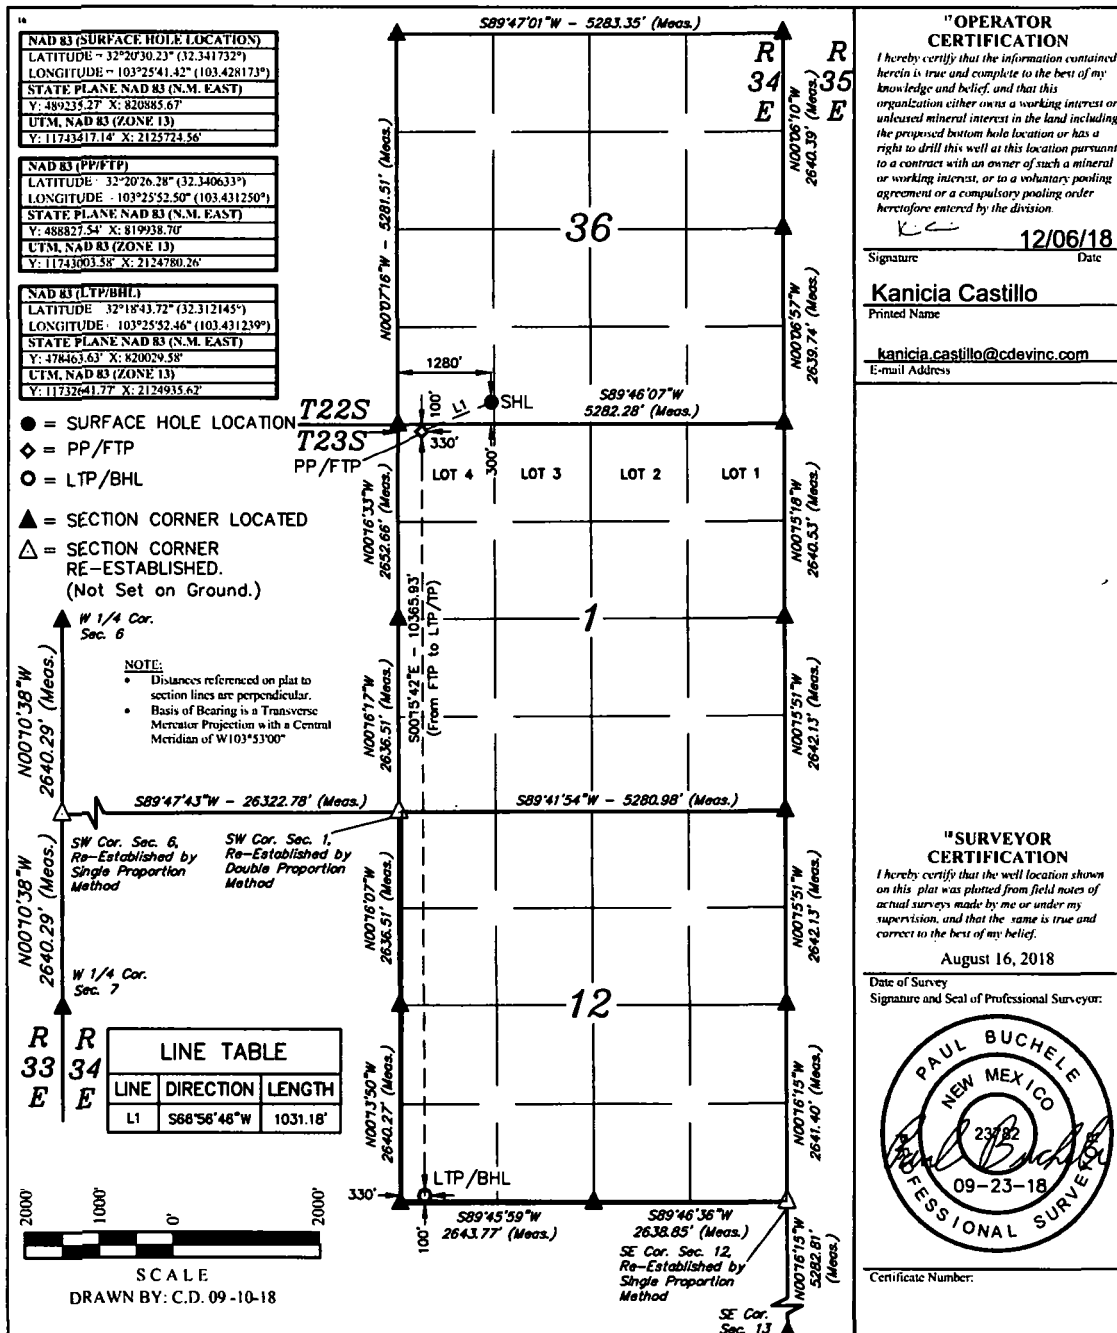 16
NAD 83 (SURFACE HOLE LOCATION)
LATITUDE = 32°20'30.23" (32.341732°)
LONGITUDE = 103°25'41.42" (103.428173°)
STATE PLANE NAD 83 (N.M. EAST)
Y: 489235.27' X: 820885.67'
UTM, NAD 83 (ZONE 13)
Y: 11743417.14' X: 2125724.56'
NAD 83 (PP/FTP)
LATITUDE 32°20'26.28" (32.340633°)
LONGITUDE 103°25'52.50" (103.431250°)
STATE PLANE NAD 83 (N.M. EAST)
Y: 488827.54' X: 819938.70'
UTM, NAD 83 (ZONE 13)
Y: 11743003.58' X: 2124780.26'
NAD 83 (LTP/BHL)
LATITUDE 32°18'43.72" (32.312145°)
LONGITUDE 103°25'52.46" (103.431239°)
STATE PLANE NAD 83 (N.M. EAST)
Y: 478463.63' X: 820029.58'
UTM, NAD 83 (ZONE 13)
Y: 11732641.77' X: 2124935.62'
= SURFACE HOLE LOCATION
= PP/FTP
= LTP/BHL
= SECTION CORNER LOCATED
= SECTION CORNER
RE-ESTABLISHED.
(Not Set on Ground.)
W 1/4 Cor.
Sec. 6
NOTE:
• Distances referenced on plat to
section lines are perpendicular.
• Basis of Bearing is a Transverse
Mercator Projection with a Central
Meridian of W103°53'00"
N00°10'38"W
2640.29' (Meas.)
S89°47'43"W - 26322.78' (Meas.)
SW Cor. Sec. 6,
Re-Established by
Single Proportion
Method
SW Cor. Sec. 1,
Re-Established by
Double Proportion
Method
N00°10'38"W
2640.29' (Meas.)
W 1/4 Cor.
Sec. 7
R R
33 34
E E
LINE TABLE
LINE DIRECTION LENGTH
L1 S66°56'46"W 1031.18'
2000' 1000' 0' 2000'
SCALE
DRAWN BY: C.D. 09-10-18
S89°47'01"W - 5283.35' (Meas.)
R R
34 35
E E
N00°06'10"W
2640.39' (Meas.)
N00°07'16"W - 5281.51' (Meas.)
36
N00°06'57"W
2639.74' (Meas.)
1280'
100'
L1
SHL
S89°46'07"W
5282.28' (Meas.)
T22S
T23S
330'
300'
PP/FTP
LOT 4 LOT 3 LOT 2 LOT 1
N00°16'33"W
2652.66' (Meas.)
N00°15'18"W
2640.53' (Meas.)
S00°15'42"E - 10365.93'
(From FTP to LTP/TP)
1
N00°16'17"W
2636.51' (Meas.)
N00°15'51"W
2642.13' (Meas.)
S89°41'54"W - 5280.98' (Meas.)
N00°16'07"W
2636.51' (Meas.)
N00°15'51"W
2642.13' (Meas.)
12
N00°13'50"W
2640.27' (Meas.)
N00°16'15"W
2641.40' (Meas.)
LTP/BHL
330'
100'
S89°45'59"W
2643.77' (Meas.)
S89°46'36"W
2638.85' (Meas.)
SE Cor. Sec. 12,
Re-Established by
Single Proportion
Method
N00°16'15"W
5282.81'
(Meas.)
SE Cor.
Sec. 13
17 OPERATOR
CERTIFICATION
I hereby certify that the information contained
herein is true and complete to the best of my
knowledge and belief, and that this
organization either owns a working interest or
unleased mineral interest in the land including
the proposed bottom hole location or has a
right to drill this well at this location pursuant
to a contract with an owner of such a mineral
or working interest, or to a voluntary pooling
agreement or a compulsory pooling order
heretofore entered by the division.
12/06/18
Signature Date
Kanicia Castillo
Printed Name
kanicia.castillo@cdevinc.com
E-mail Address
18 SURVEYOR
CERTIFICATION
I hereby certify that the well location shown
on this plat was plotted from field notes of
actual surveys made by me or under my
supervision, and that the same is true and
correct to the best of my belief.
August 16, 2018
Date of Survey
Signature and Seal of Professional Surveyor:
PAUL BUCHELE
NEW MEXICO
23782
Paul Buchele
09-23-18
PROFESSIONAL SURVEYOR
Certificate Number: